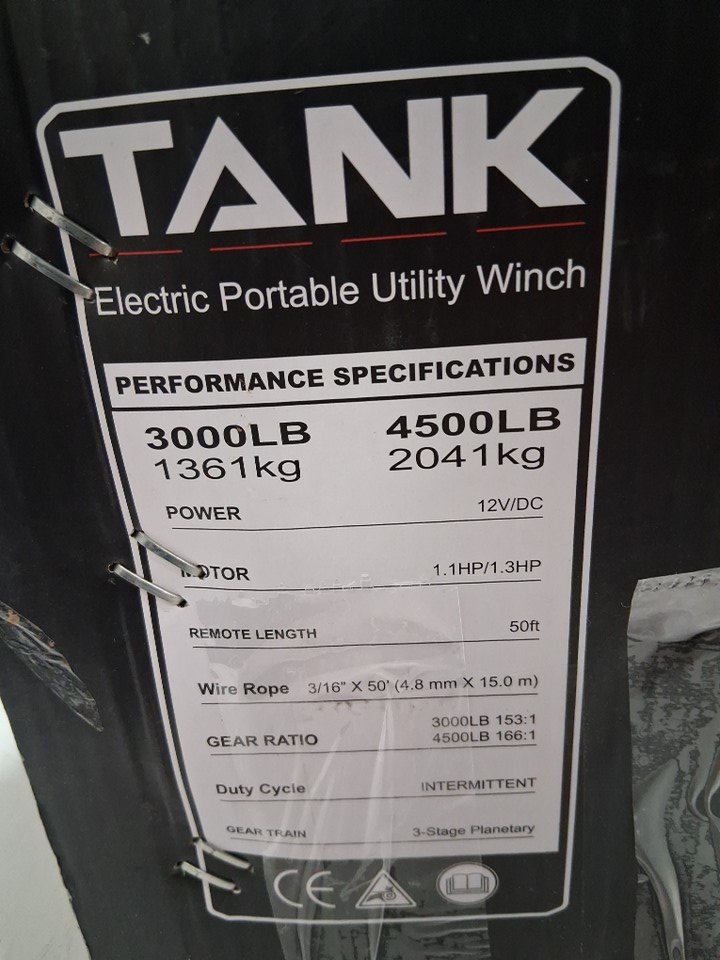 TANK
Electric Portable Utility Winch
PERFORMANCE SPECIFICATIONS
3000LB 4500LB
1361kg 2041kg
POWER 12V/DC
MOTOR 1.1HP/1.3HP
REMOTE LENGTH 50ft
Wire Rope 3/16" X 50' (4.8 mm X 15.0 m)
3000LB 153:1
GEAR RATIO 4500LB 166:1
Duty Cycle INTERMITTENT
GEAR TRAIN 3-Stage Planetary
CE